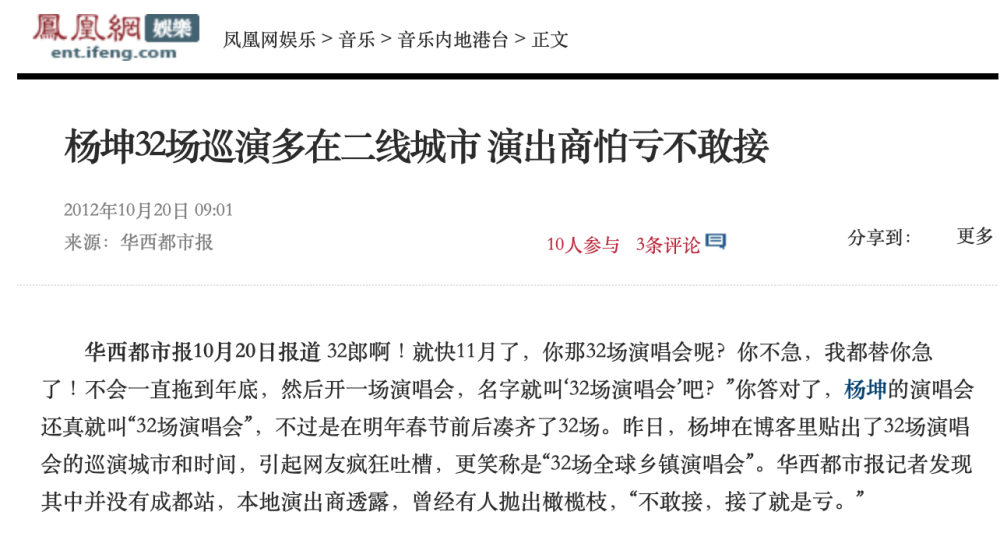 鳳凰網 娛樂
ent.ifeng.com
凤凰网娱乐 > 音乐 > 音乐内地港台 > 正文
杨坤32场巡演多在二线城市 演出商怕亏不敢接
2012年10月20日 09:01
来源：华西都市报
10人参与 3条评论
分享到： 更多
华西都市报10月20日报道 32郎啊！就快11月了，你那32场演唱会呢？你不急，我都替你急
了！不会一直拖到年底，然后开一场演唱会，名字就叫‘32场演唱会’吧？”你答对了，杨坤的演唱会
还真就叫“32场演唱会”，不过是在明年春节前后凑齐了32场。昨日，杨坤在博客里贴出了32场演唱
会的巡演城市和时间，引起网友疯狂吐槽，更笑称是“32场全球乡镇演唱会”。华西都市报记者发现
其中并没有成都站，本地演出商透露，曾经有人抛出橄榄枝，“不敢接，接了就是亏。”